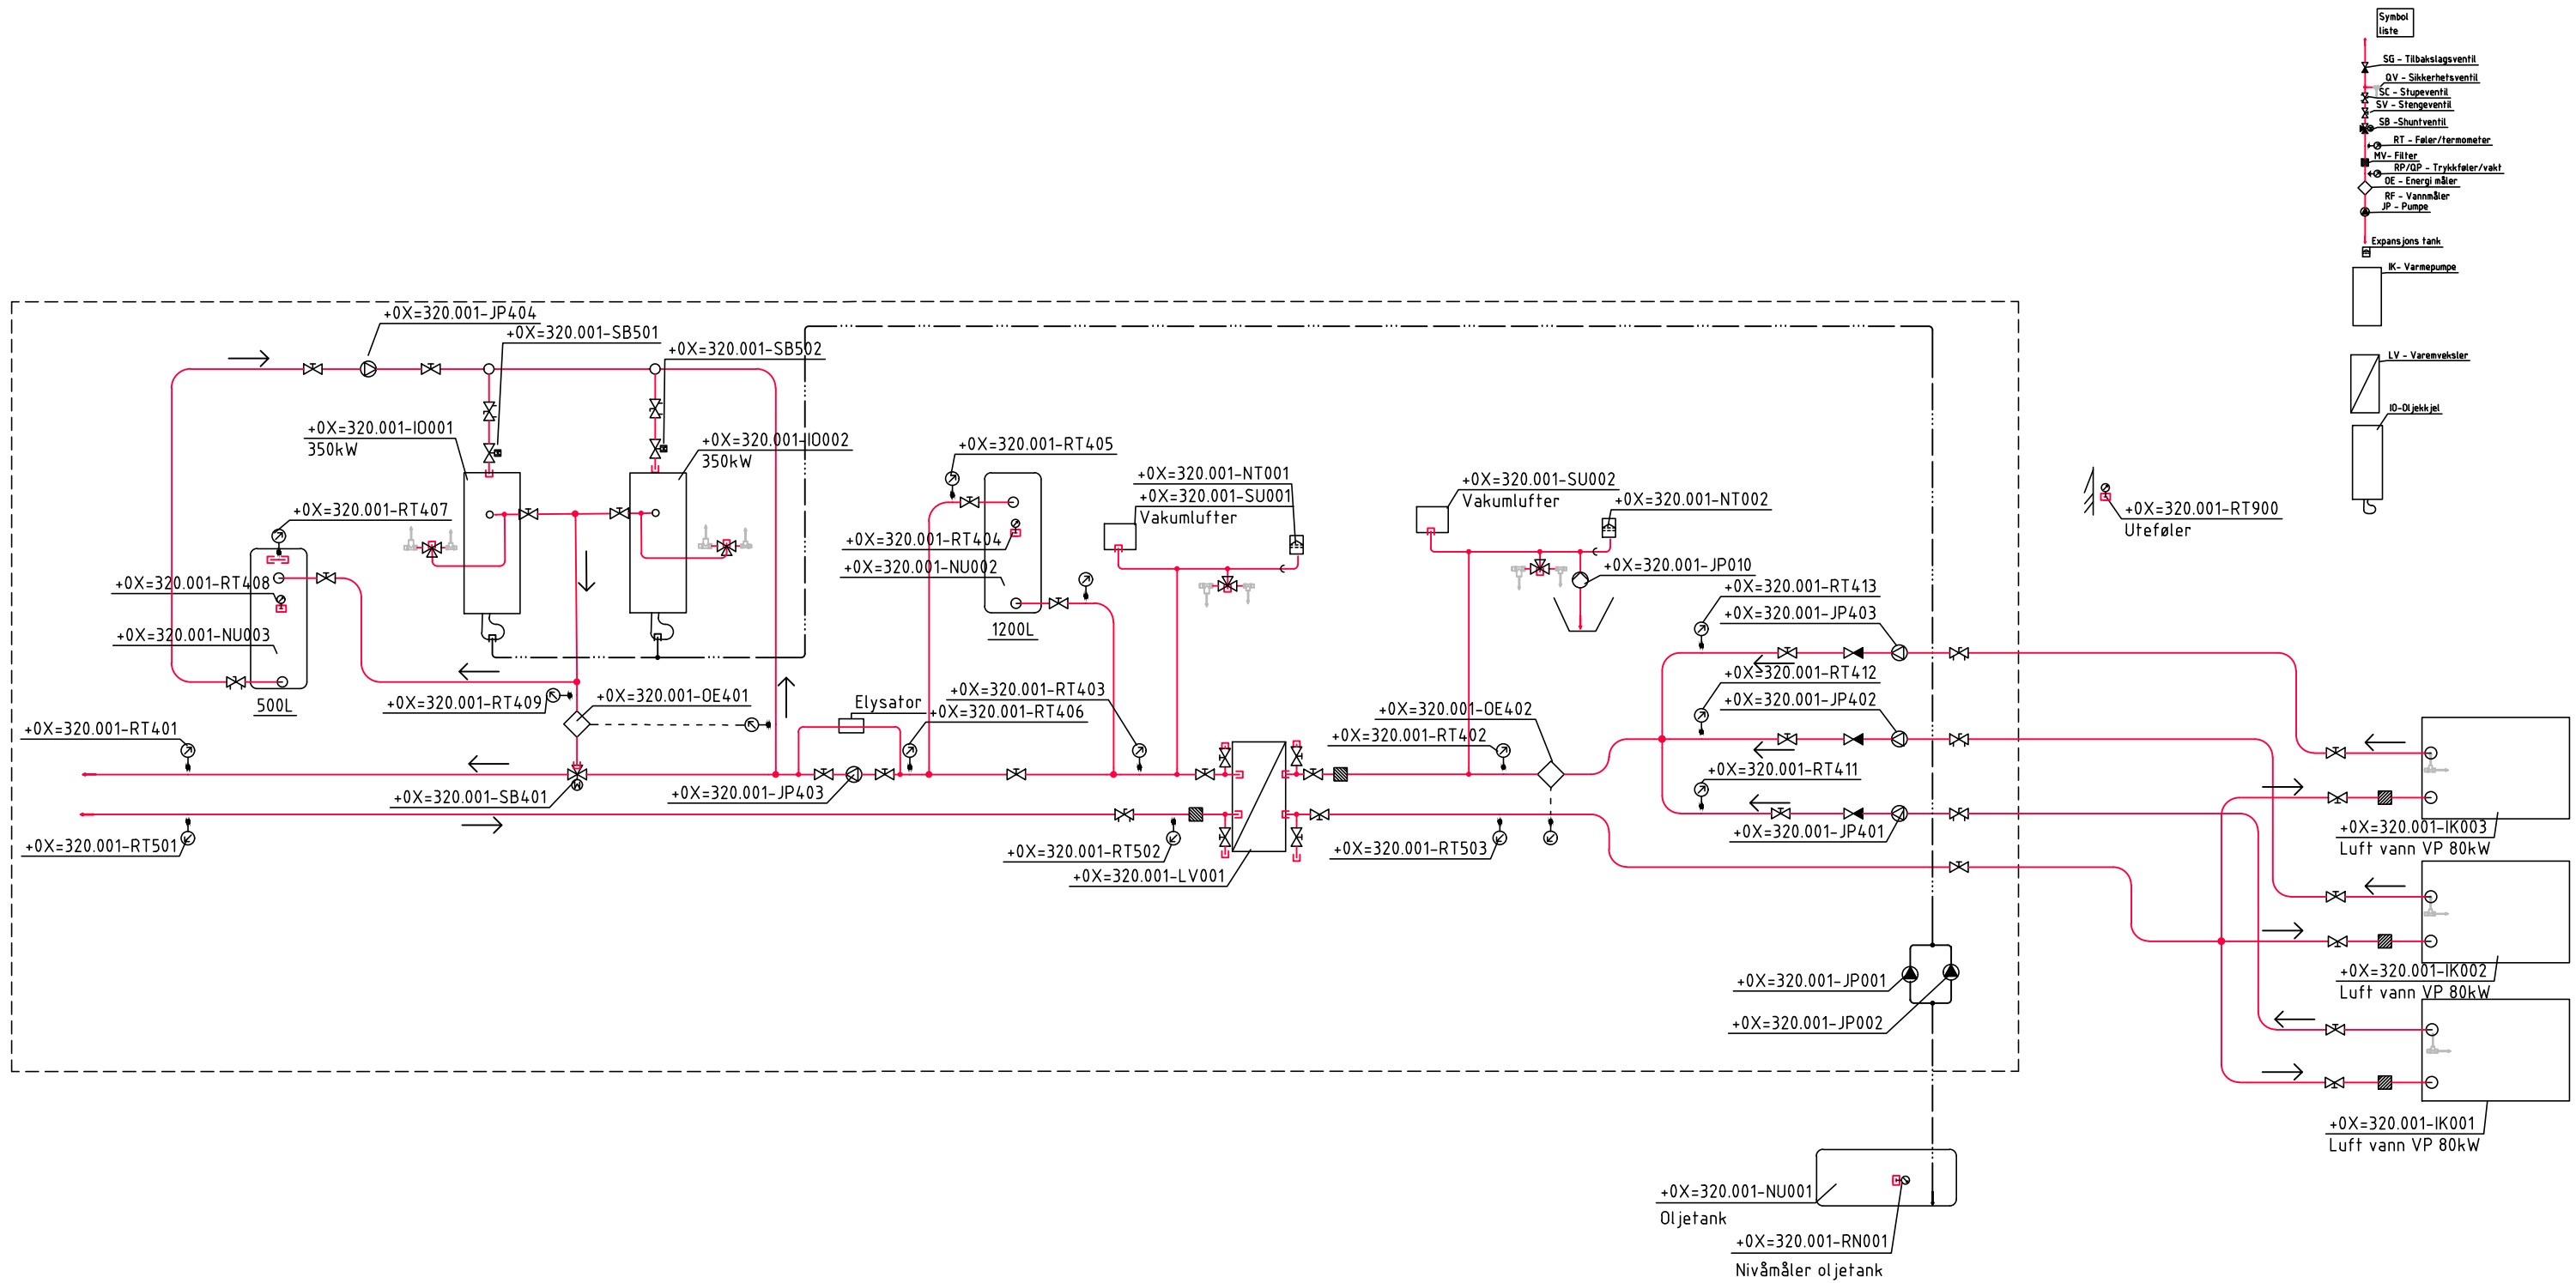 Symbol
liste
SG - Tilbakslagsventil
QV - Sikkerhetsventil
SC - Stupeventil
SV - Stengeventil
SB -Shuntventil
RT - Føler/termometer
MV- Filter
RP/QP - Trykkføler/vakt
OE - Energi måler
RF - Vannmåler
JP - Pumpe
Expansjons tank
IK- Varmepumpe
LV - Varemveksler
IO-Oljekkjel
+0X=320.001-JP404
+0X=320.001-SB501
+0X=320.001-SB502
+0X=320.001-IO001
350kW
+0X=320.001-IO002
350kW
+0X=320.001-RT407
+0X=320.001-RT408
+0X=320.001-NU003
500L
+0X=320.001-RT409
+0X=320.001-OE401
+0X=320.001-RT401
+0X=320.001-SB401
M
+0X=320.001-RT501
+0X=320.001-RT405
+0X=320.001-RT404
+0X=320.001-NU002
1200L
Elysator
+0X=320.001-RT403
+0X=320.001-RT406
+0X=320.001-JP403
+0X=320.001-NT001
+0X=320.001-SU001
Vakumlufter
+0X=320.001-SU002
Vakumlufter
+0X=320.001-NT002
+0X=320.001-JP010
+0X=320.001-OE402
+0X=320.001-RT402
+0X=320.001-RT502
+0X=320.001-LV001
+0X=320.001-RT503
+0X=320.001-RT413
+0X=320.001-JP403
+0X=320.001-RT412
+0X=320.001-JP402
+0X=320.001-RT411
+0X=320.001-JP401
+0X=320.001-RT900
Uteføler
+0X=320.001-IK003
Luft vann VP 80kW
+0X=320.001-IK002
Luft vann VP 80kW
+0X=320.001-IK001
Luft vann VP 80kW
+0X=320.001-JP001
+0X=320.001-JP002
+0X=320.001-NU001
Oljetank
+0X=320.001-RN001
Nivåmåler oljetank